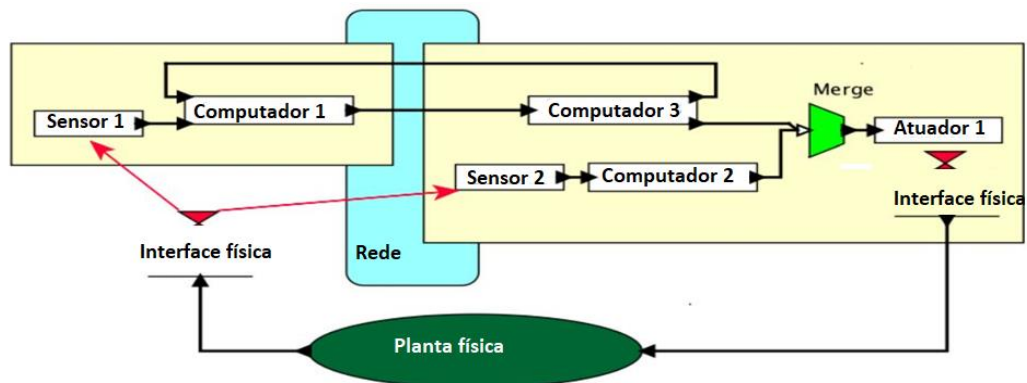 Merge
Computador 1
Computador 3
Sensor 1
Atuador 1
Sensor 2
Computador 2
Interface física
Interface física
Rede
Planta física